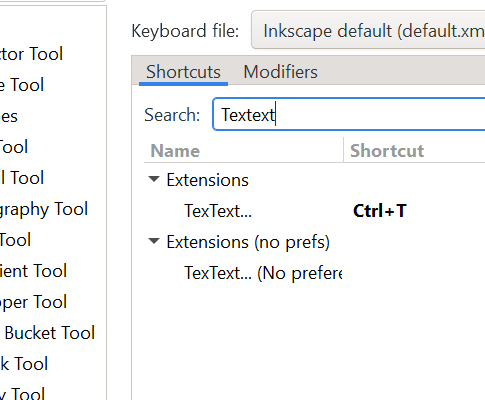 Keyboard file: Inkscape default (default.xm
Shortcuts Modifiers
Search: Textext
Name Shortcut
Extensions
TexText... Ctrl+T
Extensions (no prefs)
TexText... (No prefere
ctor Tool
e Tool
es
Tool
l Tool
graphy Tool
Tool
ient Tool
pper Tool
Bucket Tool
k Tool
y Tool